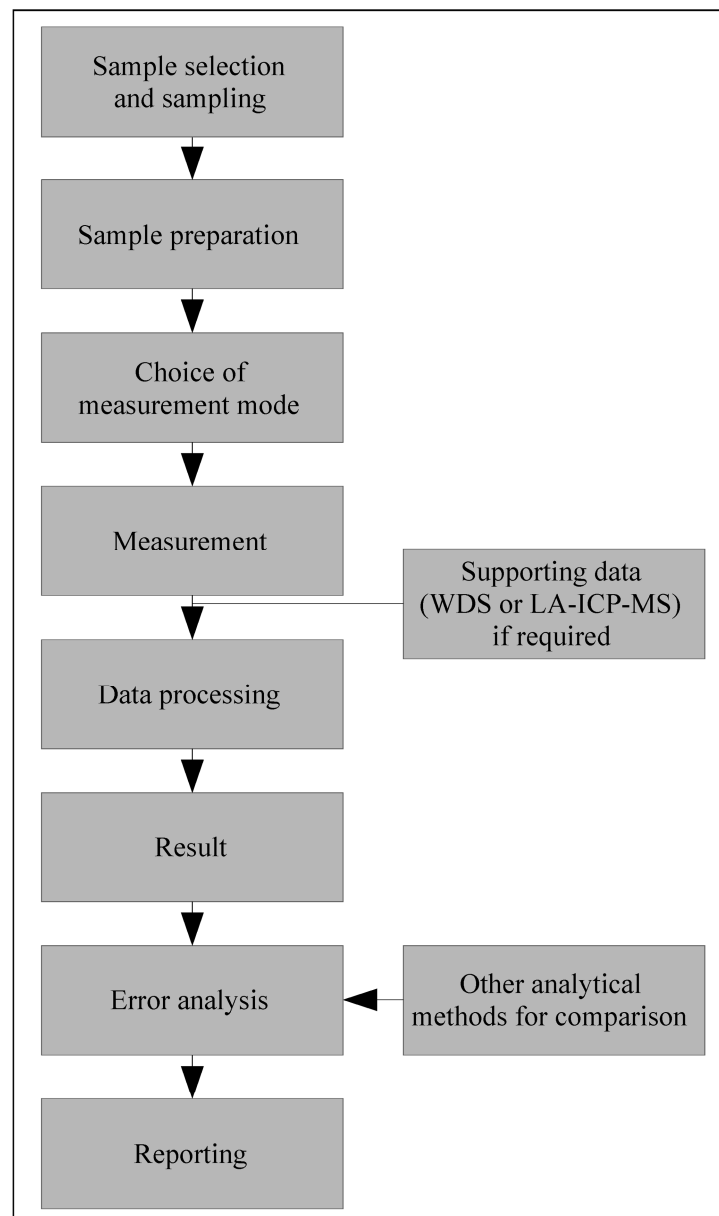 Sample selection
and sampling
Sample preparation
Choice of
measurement mode
Measurement
Supporting data
(WDS or LA-ICP-MS)
if required
Data processing
Result
Error analysis
Other analytical
methods for comparison
Reporting